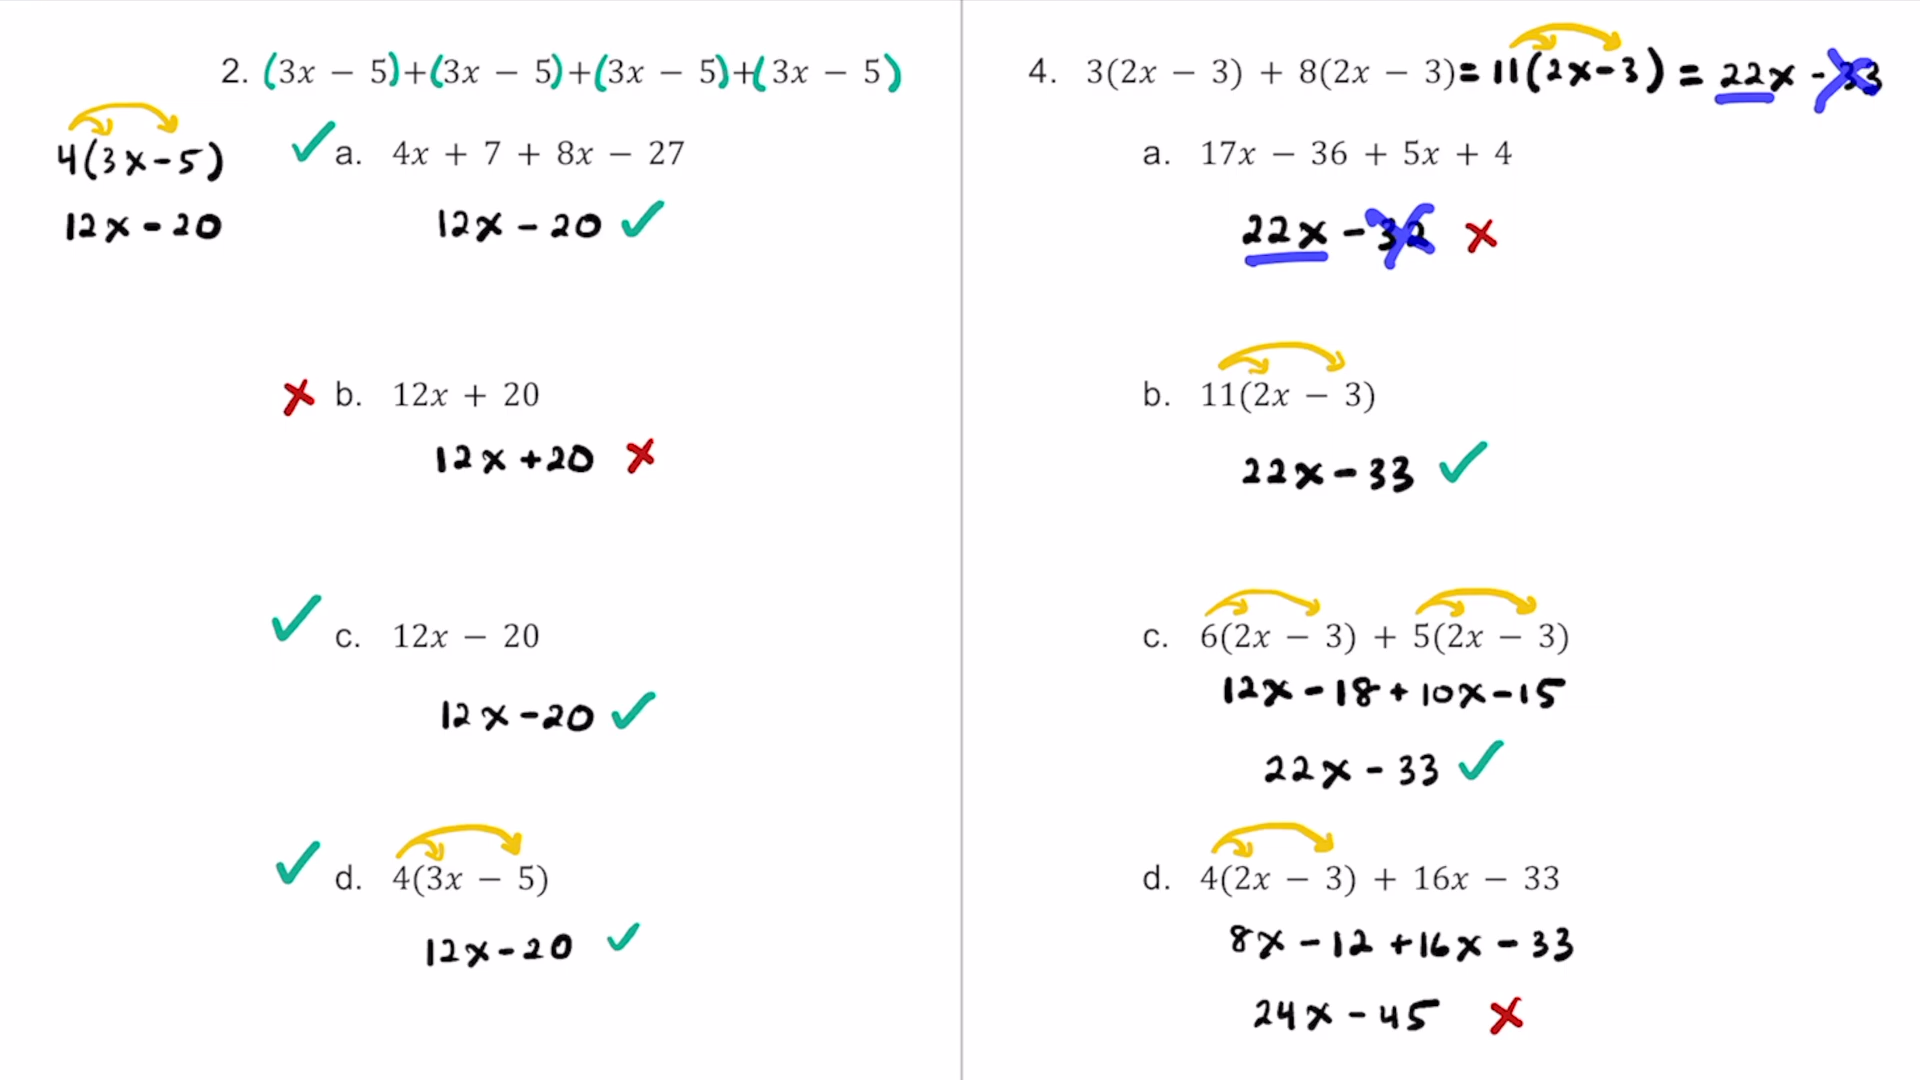 2. (3x − 5)+(3x − 5)+(3x − 5)+(3x − 5)
4(3x-5)
12x - 20
✓ a. 4x + 7 + 8x − 27
12x - 20 ✓
✗ b. 12x + 20
12x +20 ✗
✓ c. 12x − 20
12x -20 ✓
✓ d. 4(3x − 5)
12x-20 ✓
4. 3(2x − 3) + 8(2x − 3)= 11(2x-3) = 22x - 33
a. 17x − 36 + 5x + 4
22x - 32 ✗
b. 11(2x − 3)
22x - 33 ✓
c. 6(2x − 3) + 5(2x − 3)
12x - 18 + 10x - 15
22x - 33 ✓
d. 4(2x − 3) + 16x − 33
8x - 12 +16x - 33
24x - 45 ✗